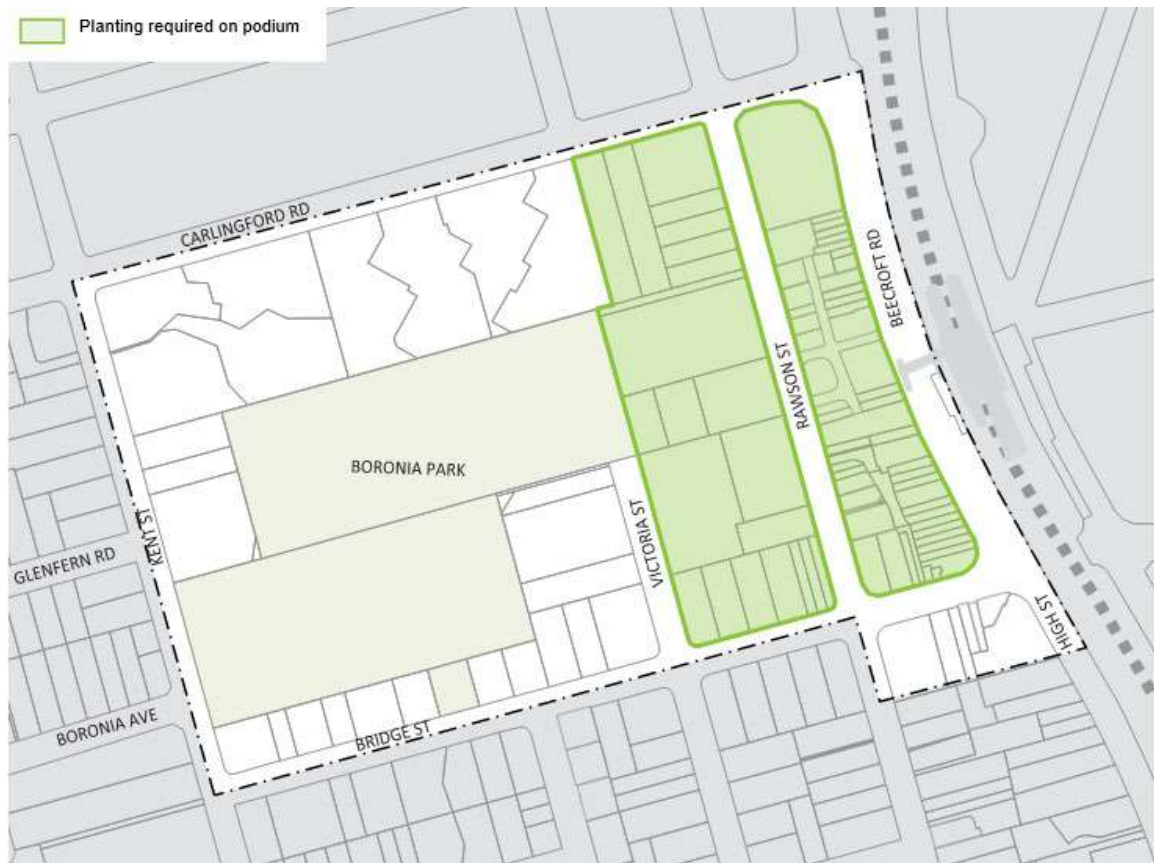 Planting required on podium
CARLINGFORD RD
BEECROFT RD
RAWSON ST
BORONIA PARK
KENT ST
VICTORIA ST
GLENFERN RD
HIGH ST
BORONIA AVE
BRIDGE ST